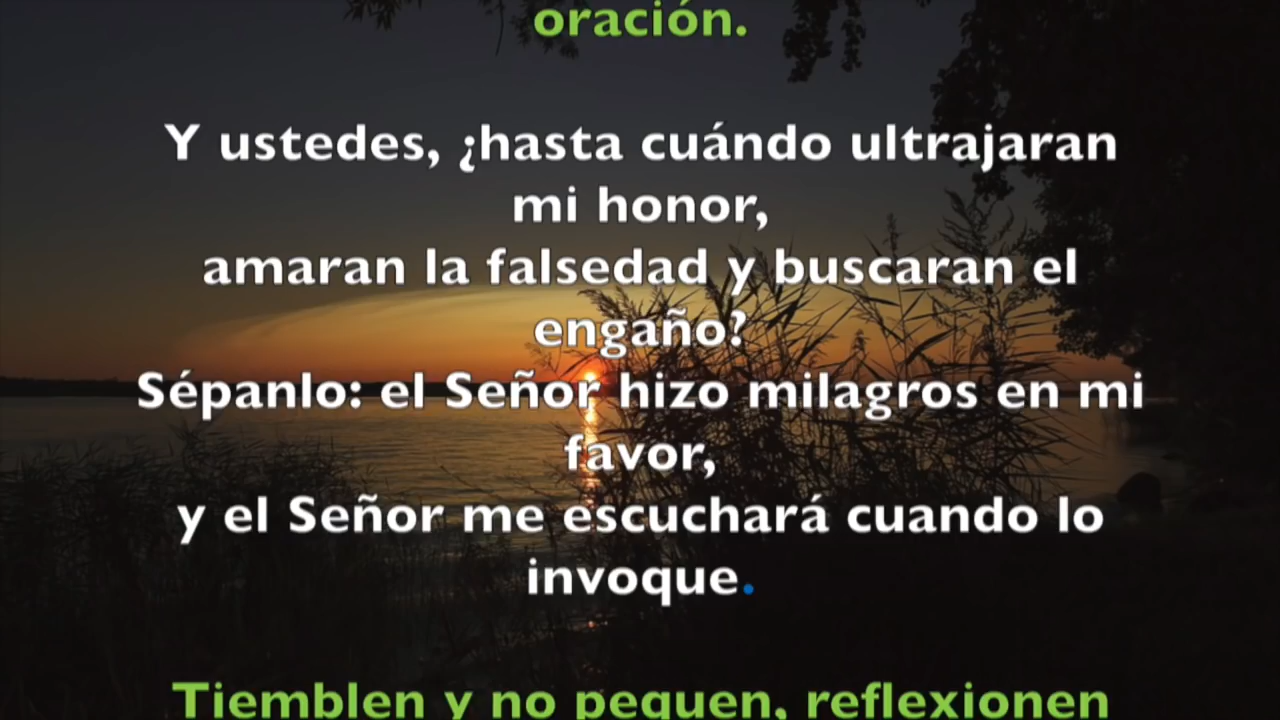 oración.
Y ustedes, ¿hasta cuándo ultrajaran
mi honor,
amaran la falsedad y buscaran el
engaño?
Sépanlo: el Señor hizo milagros en mi
favor,
y el Señor me escuchará cuando lo
invoque.
Tiemblen y no pequen, reflexionen